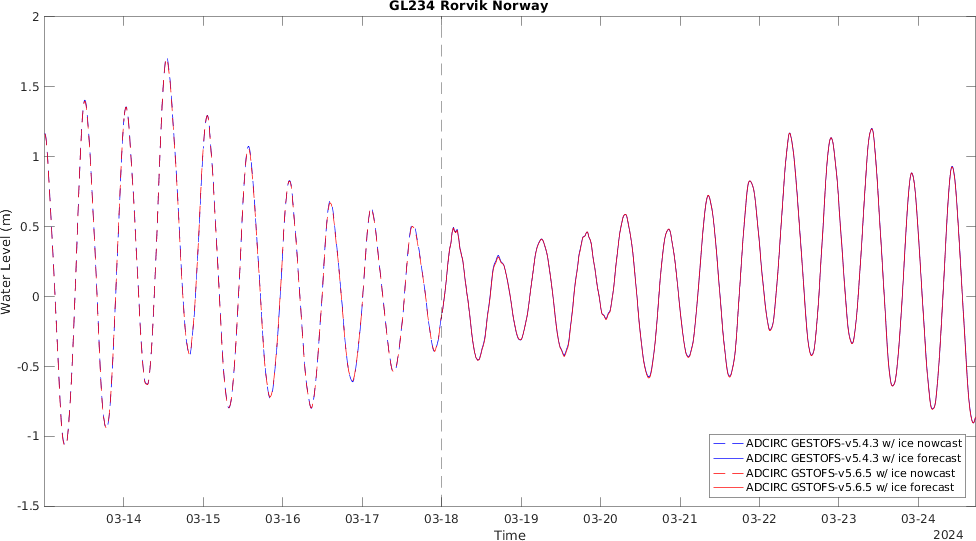 GL234 Rorvik Norway
2
1.5
1
0.5
0
-0.5
-1
-1.5
Water Level (m)
ADCIRC GESTOFS-v5.4.3 w/ ice nowcast
ADCIRC GESTOFS-v5.4.3 w/ ice forecast
ADCIRC GSTOFS-v5.6.5 w/ ice nowcast
ADCIRC GSTOFS-v5.6.5 w/ ice forecast
03-14 03-15 03-16 03-17 03-18 03-19 03-20 03-21 03-22 03-23 03-24
Time 2024